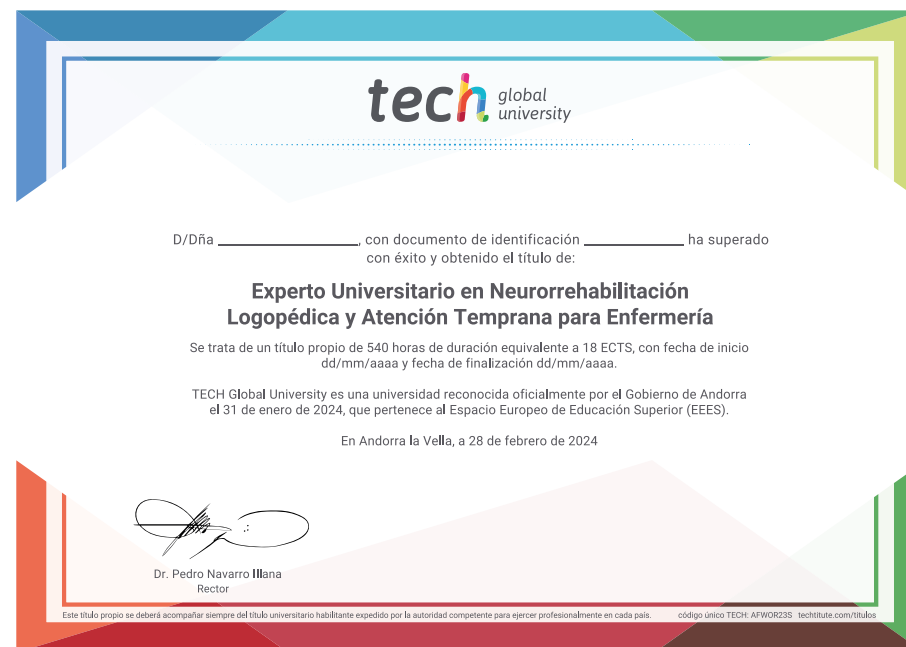 tech global university
D/Dña ____________________, con documento de identificación ______________ ha superado
con éxito y obtenido el título de:
Experto Universitario en Neurorrehabilitación
Logopédica y Atención Temprana para Enfermería
Se trata de un título propio de 540 horas de duración equivalente a 18 ECTS, con fecha de inicio
dd/mm/aaaa y fecha de finalización dd/mm/aaaa.
TECH Global University es una universidad reconocida oficialmente por el Gobierno de Andorra
el 31 de enero de 2024, que pertenece al Espacio Europeo de Educación Superior (EEES).
En Andorra la Vella, a 28 de febrero de 2024
Dr. Pedro Navarro Illana
Rector
Este título propio se deberá acompañar siempre del título universitario habilitante expedido por la autoridad competente para ejercer profesionalmente en cada país. código único TECH: AFWOR23S techtitute.com/titulos